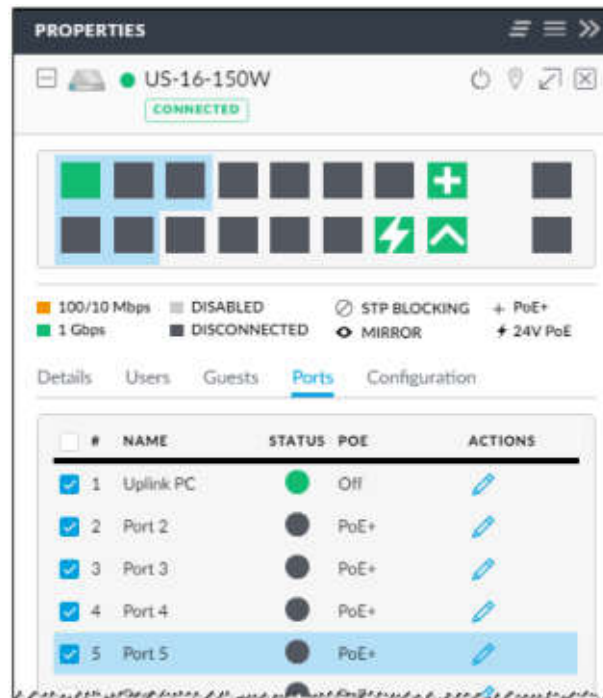 PROPERTIES
US-16-150W
CONNECTED
100/10 Mbps DISABLED STP BLOCKING + PoE+
1 Gbps DISCONNECTED MIRROR 24V PoE
Details Users Guests Ports Configuration
# NAME STATUS POE ACTIONS
1 Uplink PC Off
2 Port 2 PoE+
3 Port 3 PoE+
4 Port 4 PoE+
5 Port 5 PoE+